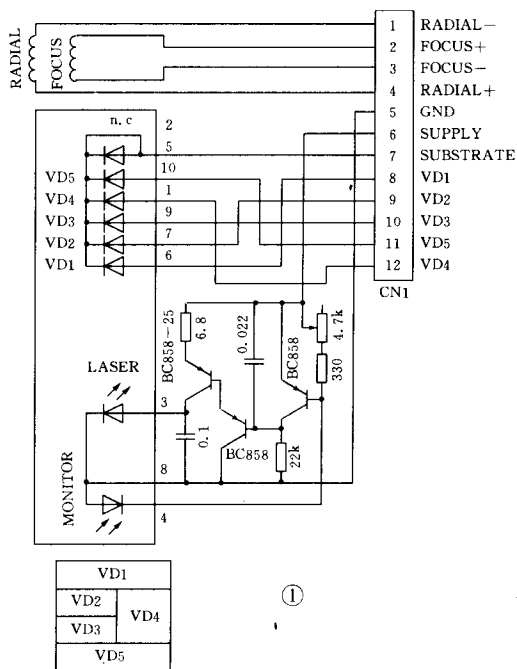 RADIAL
FOCUS
1 RADIAL−
2 FOCUS+
3 FOCUS−
4 RADIAL+
5 GND
6 SUPPLY
7 SUBSTRATE
8 VD1
9 VD2
10 VD3
11 VD5
12 VD4
CN1
n.c
2
5
VD5 10
VD4 1
VD3 9
VD2 7
VD1 6
BC858−25
6.8
0.022
BC858
4.7k
330
LASER
3
0.1
BC858
22k
MONITOR
8
4
VD1
VD2
VD3
VD4
VD5
①